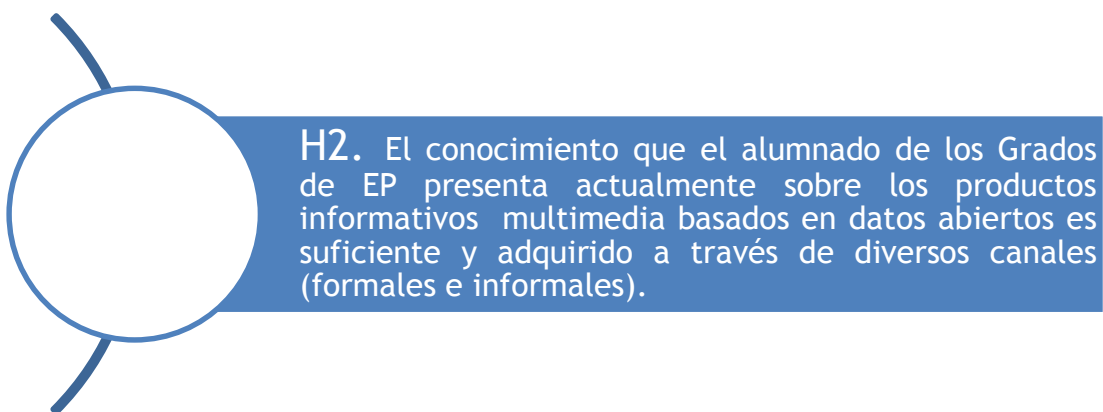 H2. El conocimiento que el alumnado de los Grados
de EP presenta actualmente sobre los productos
informativos multimedia basados en datos abiertos es
suficiente y adquirido a través de diversos canales
(formales e informales).